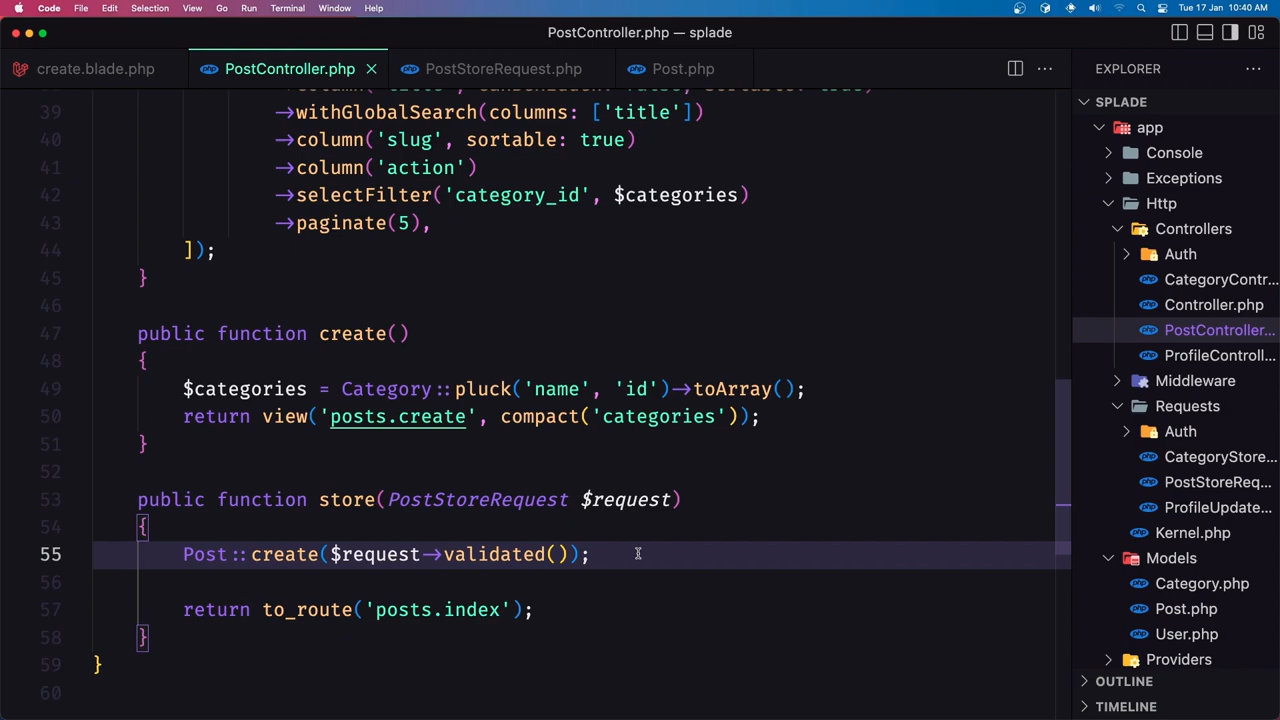 Code File Edit Selection View Go Run Terminal Window Help Tue 17 Jan 10:40 AM
PostController.php — splade
create.blade.php PostController.php PostStoreRequest.php Post.php
EXPLORER
SPLADE
39 ->withGlobalSearch(columns: ['title'])
40 ->column('slug', sortable: true)
41 ->column('action')
42 ->selectFilter('category_id', $categories)
43 ->paginate(5),
44 ]);
45 }
46
47 public function create()
48 {
49 $categories = Category::pluck('name', 'id')->toArray();
50 return view('posts.create', compact('categories'));
51 }
52
53 public function store(PostStoreRequest $request)
54 {
55 Post::create($request->validated());
56
57 return to_route('posts.index');
58 }
59 }
60
app
Console
Exceptions
Http
Controllers
Auth
CategoryContr...
Controller.php
PostController...
ProfileControll...
Middleware
Requests
Auth
CategoryStore...
PostStoreReq...
ProfileUpdate...
Kernel.php
Models
Category.php
Post.php
User.php
Providers
OUTLINE
TIMELINE